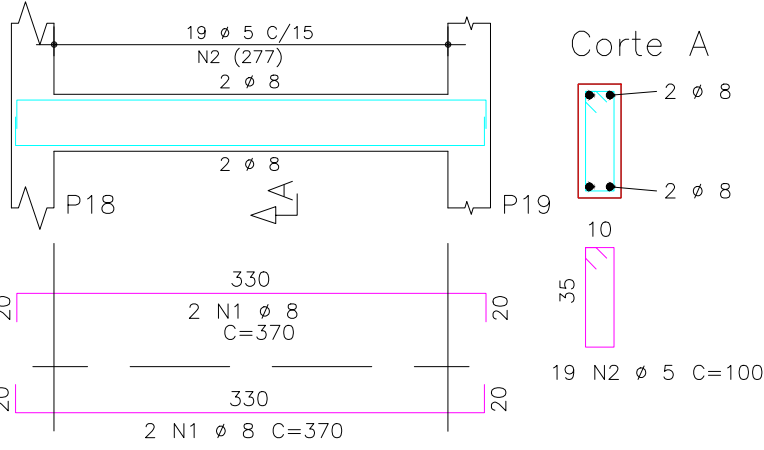 19 ø 5 C/15
N2 (277)
2 ø 8
2 ø 8
A
P18
P19
Corte A
2 ø 8
2 ø 8
330
20
20
2 N1 ø 8
C=370
330
20
20
2 N1 ø 8 C=370
10
35
19 N2 ø 5 C=100